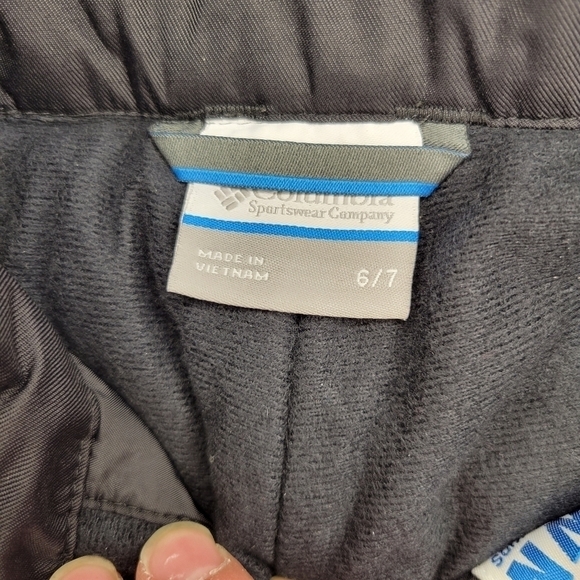 Columbia
Sportswear Company
MADE IN
VIETNAM
6/7